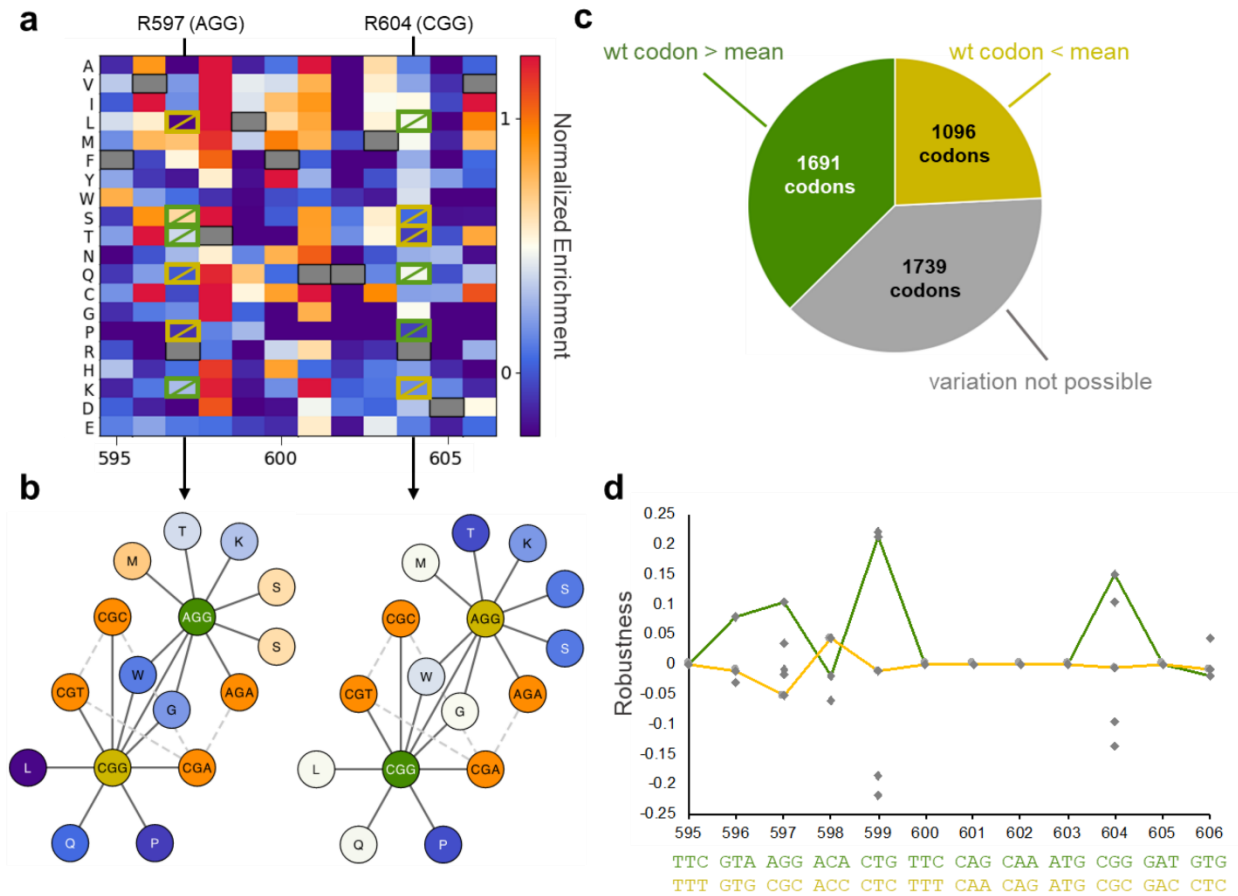 a
R597 (AGG)
R604 (CGG)
A
V
I
L
M
F
Y
W
S
T
N
Q
C
G
P
R
H
K
D
E
595
600
605
1
0
Normalized Enrichment
c
wt codon > mean
wt codon < mean
1691
codons
1096
codons
1739
codons
variation not possible
b
T
K
M
S
S
CGC
AGG
W
CGT
AGA
G
L
CGG
CGA
Q
P
T
K
M
S
S
CGC
AGG
W
CGT
AGA
G
L
CGG
CGA
Q
P
d
Robustness
0.25
0.2
0.15
0.1
0.05
0
-0.05
-0.1
-0.15
-0.2
-0.25
595 596 597 598 599 600 601 602 603 604 605 606
TTC GTA AGG ACA CTG TTC CAG CAA ATG CGG GAT GTG
TTT GTG CGC ACC CTC TTT CAA CAG ATG CGC GAC CTC